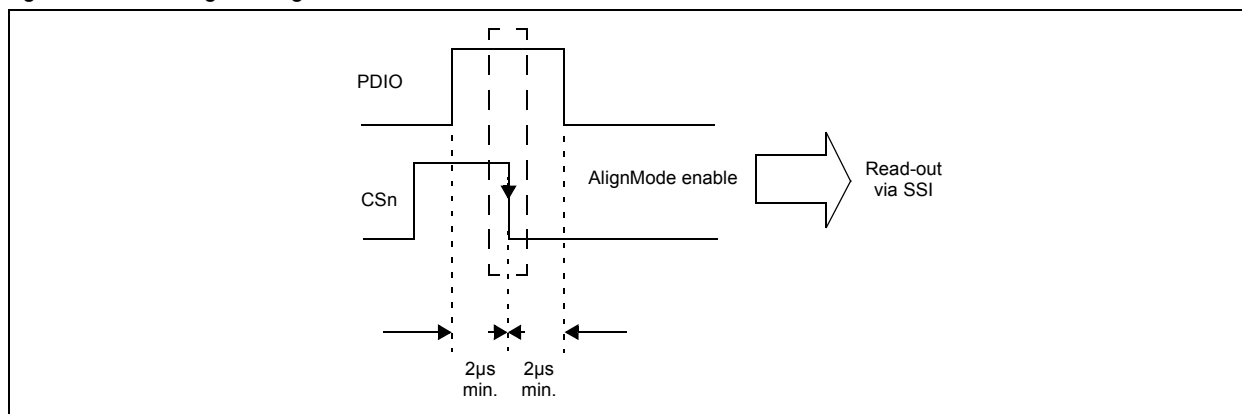 PDIO
CSn
AlignMode enable
Read-out
via SSI
2µs
min.
2µs
min.